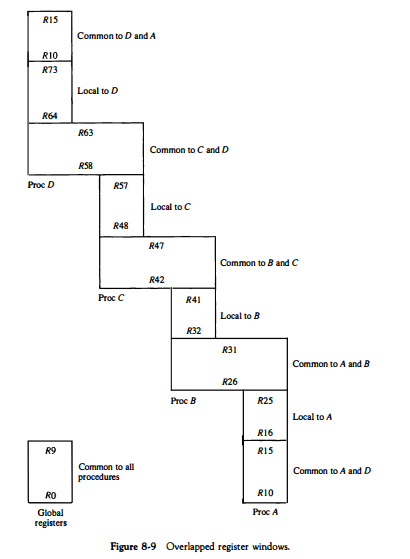 R15
Common to D and A
R10
R73
Local to D
R64
R63
Common to C and D
R58
Proc D
R57
Local to C
R48
R47
Common to B and C
R42
Proc C
R41
Local to B
R32
R31
Common to A and B
R26
Proc B
R25
Local to A
R16
R15
Common to A and D
R10
Proc A
R9
Common to all
procedures
R0
Global
registers
Figure 8-9 Overlapped register windows.